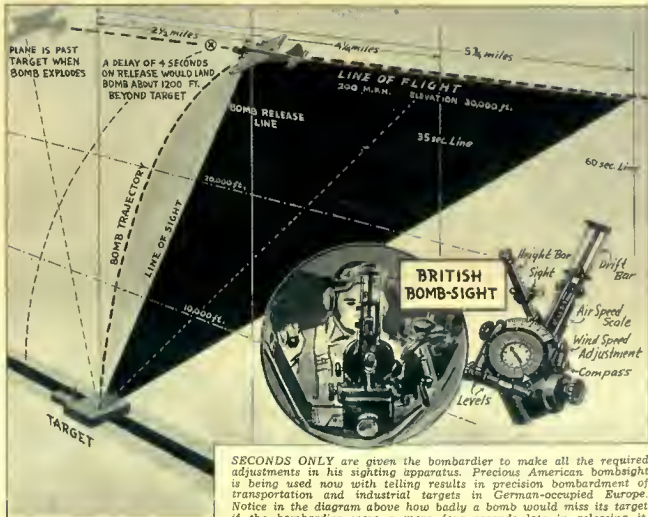 2½ miles
4¼ miles
5¾ miles
PLANE IS PAST
TARGET WHEN
BOMB EXPLODES
A DELAY OF 4 SECONDS
ON RELEASE WOULD LAND
BOMB ABOUT 1200 FT.
BEYOND TARGET
LINE OF FLIGHT
200 M.P.H. ELEVATION 30,000 ft.
BOMB RELEASE
LINE
35 sec. Line
60 sec. Line
BOMB TRAJECTORY
LINE OF SIGHT
20,000 ft.
10,000 ft.
TARGET
BRITISH
BOMB-SIGHT
Height Bar
Sight
Drift
Bar
Air Speed
Scale
Wind Speed
Adjustment
Compass
Levels
SECONDS ONLY are given the bombardier to make all the required
adjustments in his sighting apparatus. Precious American bombsight
is being used now with telling results in precision bombardment of
transportation and industrial targets in German-occupied Europe.
Notice in the diagram above how badly a bomb would miss its target